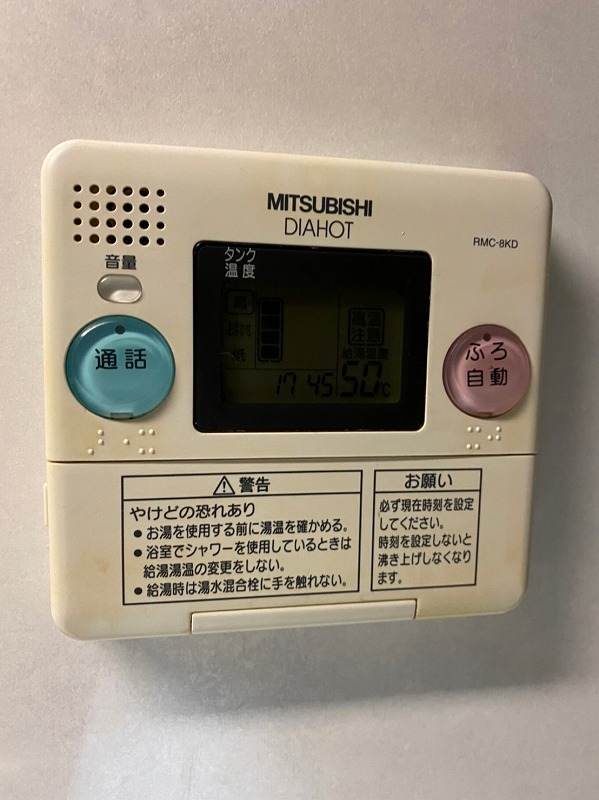 MITSUBISHI
DIAHOT
RMC-8KD
音量
タンク
温度
高
低
高温
注意
給湯温度
17 45 50℃
通話
ふろ
自動
警告
やけどの恐れあり
● お湯を使用する前に湯温を確かめる。
● 浴室でシャワーを使用しているときは
給湯湯温の変更をしない。
● 給湯時は湯水混合栓に手を触れない。
お願い
必ず現在時刻を設定
してください。
時刻を設定しないと
沸き上げしなくなり
ます。